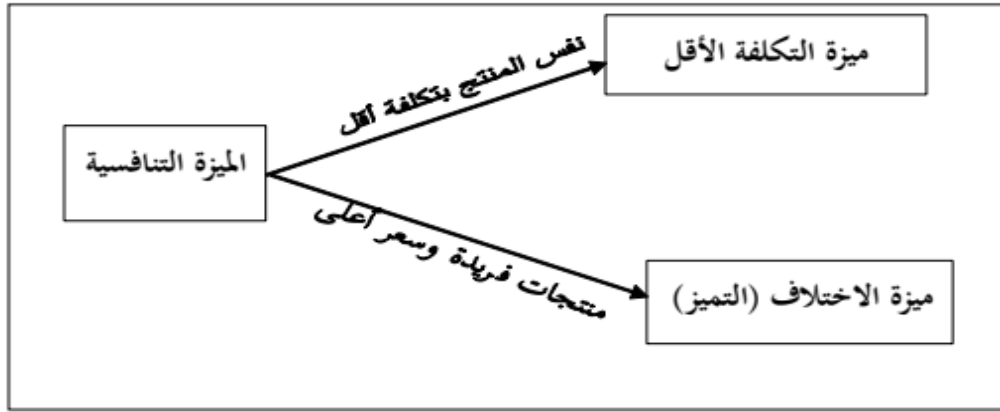 ميزة التكلفة الأقل
نفس المنتج بتكلفة أقل
الميزة التنافسية
منتجات فريدة وسعر أعلى
ميزة الاختلاف (التميز)